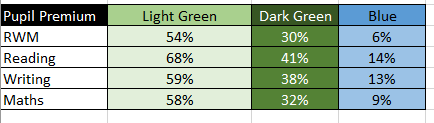 Pupil Premium Light Green Dark Green Blue
RWM 54% 30% 6%
Reading 68% 41% 14%
Writing 59% 38% 13%
Maths 58% 32% 9%